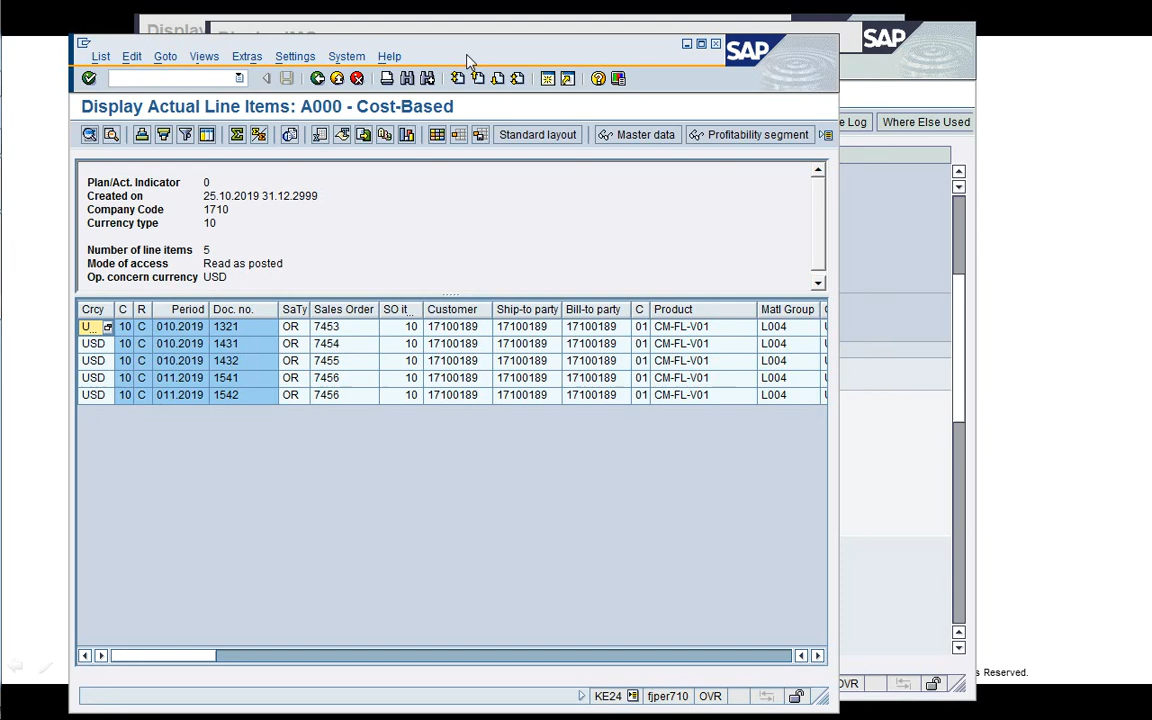 Display
List Edit Goto Views Extras Settings System Help
SAP
SAP
Display Actual Line Items: A000 - Cost-Based
Standard layout Master data Profitability segment
e Log Where Else Used
Plan/Act. Indicator 0
Created on 25.10.2019 31.12.2999
Company Code 1710
Currency type 10
Number of line items 5
Mode of access Read as posted
Op. concern currency USD
Crcy C R Period Doc. no. SaTy Sales Order SO it_ Customer Ship-to party Bill-to party C Product Matl Group
U... 10 C 010.2019 1321 OR 7453 10 17100189 17100189 17100189 01 CM-FL-V01 L004
USD 10 C 010.2019 1431 OR 7454 10 17100189 17100189 17100189 01 CM-FL-V01 L004
USD 10 C 010.2019 1432 OR 7455 10 17100189 17100189 17100189 01 CM-FL-V01 L004
USD 10 C 011.2019 1541 OR 7456 10 17100189 17100189 17100189 01 CM-FL-V01 L004
USD 10 C 011.2019 1542 OR 7456 10 17100189 17100189 17100189 01 CM-FL-V01 L004
s Reserved.
KE24 fjper710 OVR
OVR